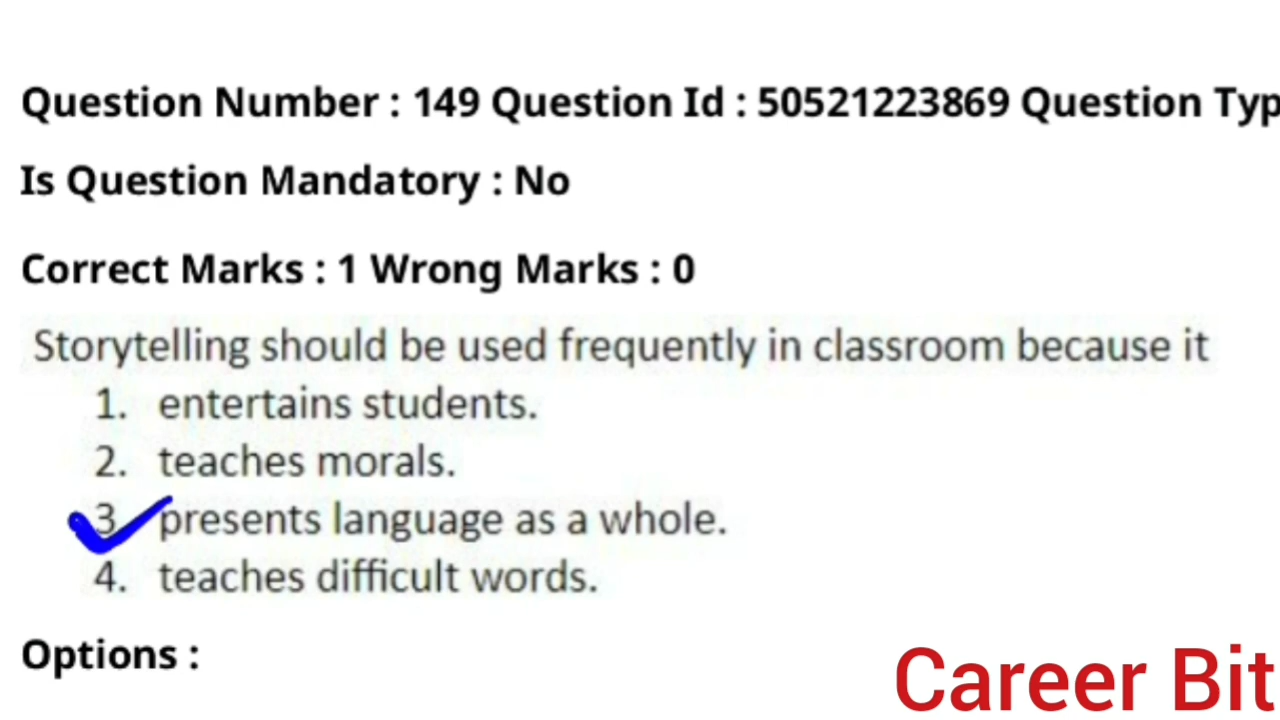 Question Number : 149 Question Id : 50521223869 Question Typ
Is Question Mandatory : No
Correct Marks : 1 Wrong Marks : 0
Storytelling should be used frequently in classroom because it
1. entertains students.
2. teaches morals.
3 presents language as a whole.
4. teaches difficult words.
Options :
Career Bit